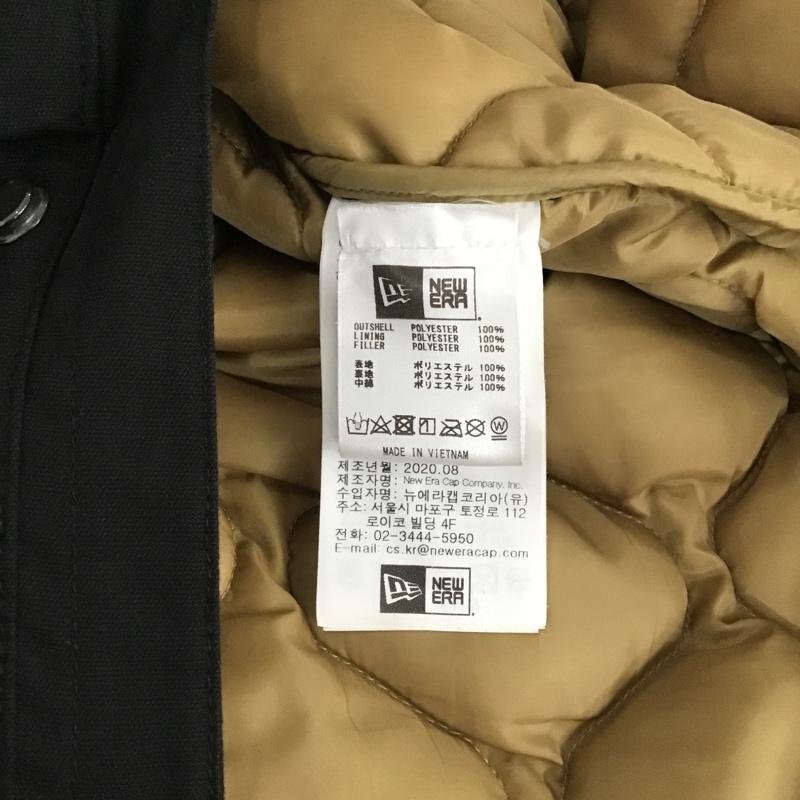 NEW
ERA
OUTSHELL POLYESTER 100%
LINING POLYESTER 100%
FILLER POLYESTER 100%
表地 ポリエステル 100%
裏地 ポリエステル 100%
中綿 ポリエステル 100%
W
MADE IN VIETNAM
제조년월: 2020.08
제조자명: New Era Cap Company, Inc.
수입자명: 뉴에라캡코리아(유)
주소: 서울시 마포구 토정로 112
로이코 빌딩 4F
전화: 02-3444-5950
E-mail: cs.kr@neweracap.com
NEW
ERA